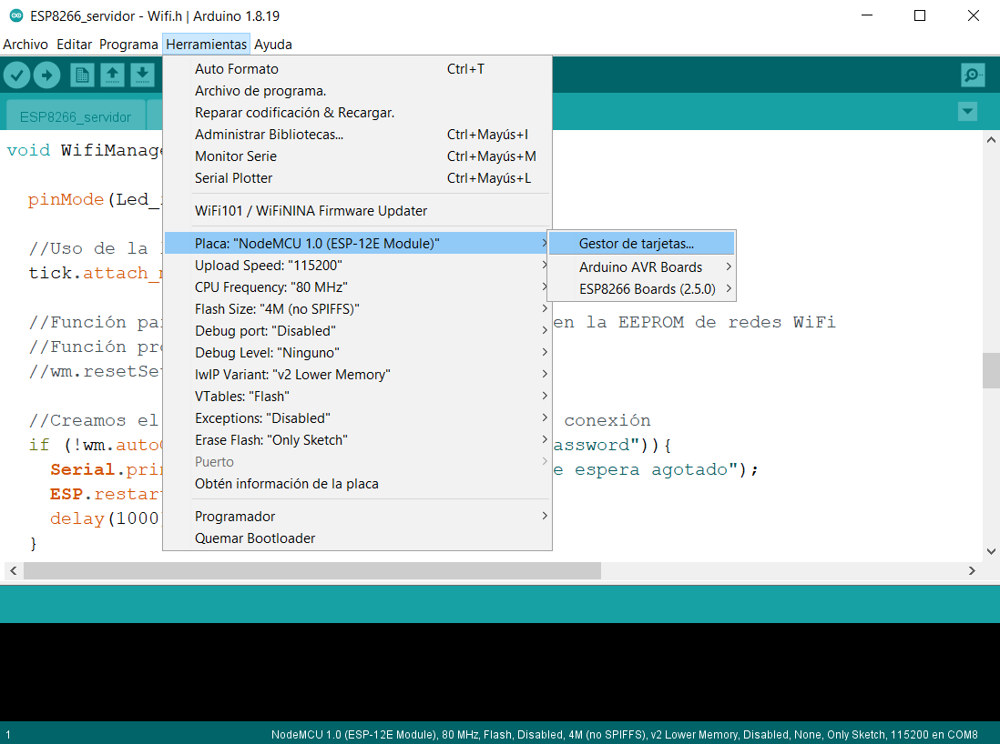 ESP8266_servidor - Wifi.h | Arduino 1.8.19
Archivo Editar Programa Herramientas Ayuda
Auto Formato Ctrl+T
Archivo de programa.
Reparar codificación & Recargar.
Administrar Bibliotecas... Ctrl+Mayús+I
Monitor Serie Ctrl+Mayús+M
Serial Plotter Ctrl+Mayús+L
WiFi101 / WiFiNINA Firmware Updater
Placa: "NodeMCU 1.0 (ESP-12E Module)"
Upload Speed: "115200"
CPU Frequency: "80 MHz"
Flash Size: "4M (no SPIFFS)"
Debug port: "Disabled"
Debug Level: "Ninguno"
lwIP Variant: "v2 Lower Memory"
VTables: "Flash"
Exceptions: "Disabled"
Erase Flash: "Only Sketch"
Puerto
Obtén información de la placa
Programador
Quemar Bootloader
Gestor de tarjetas...
Arduino AVR Boards
ESP8266 Boards (2.5.0)
ESP8266_servidor
void WifiManage
pinMode(Led_
//Uso de la
tick.attach_
//Función pa en la EEPROM de redes WiFi
//Función pr
//wm.resetSe
//Creamos el conexión
if (!wm.auto assword")){
Serial.pri e espera agotado");
ESP.restar
delay(1000
}
1 NodeMCU 1.0 (ESP-12E Module), 80 MHz, Flash, Disabled, 4M (no SPIFFS), v2 Lower Memory, Disabled, None, Only Sketch, 115200 en COM8